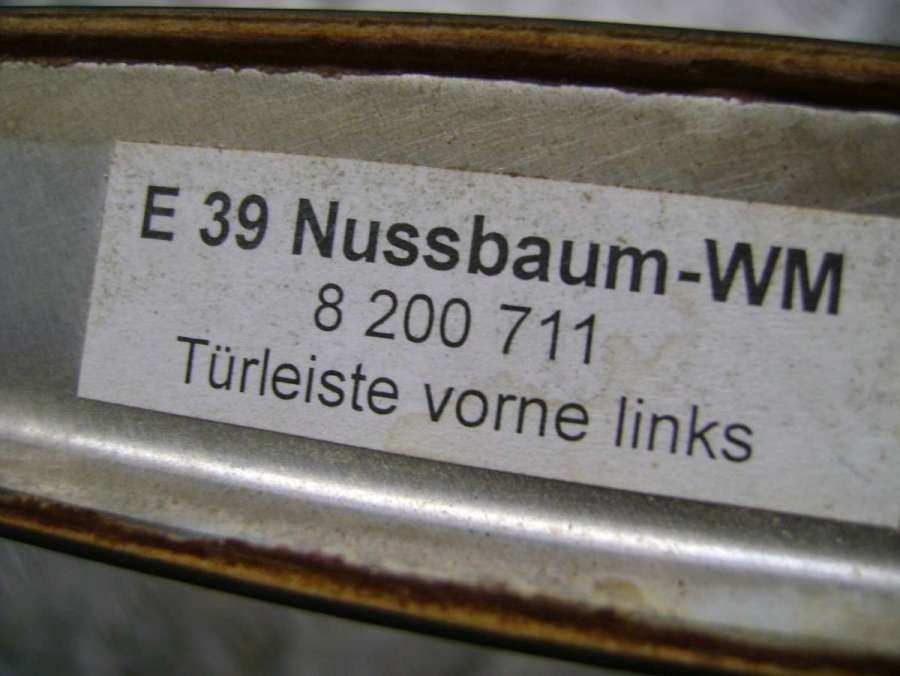 E 39 Nussbaum-WM
8 200 711
Türleiste vorne links